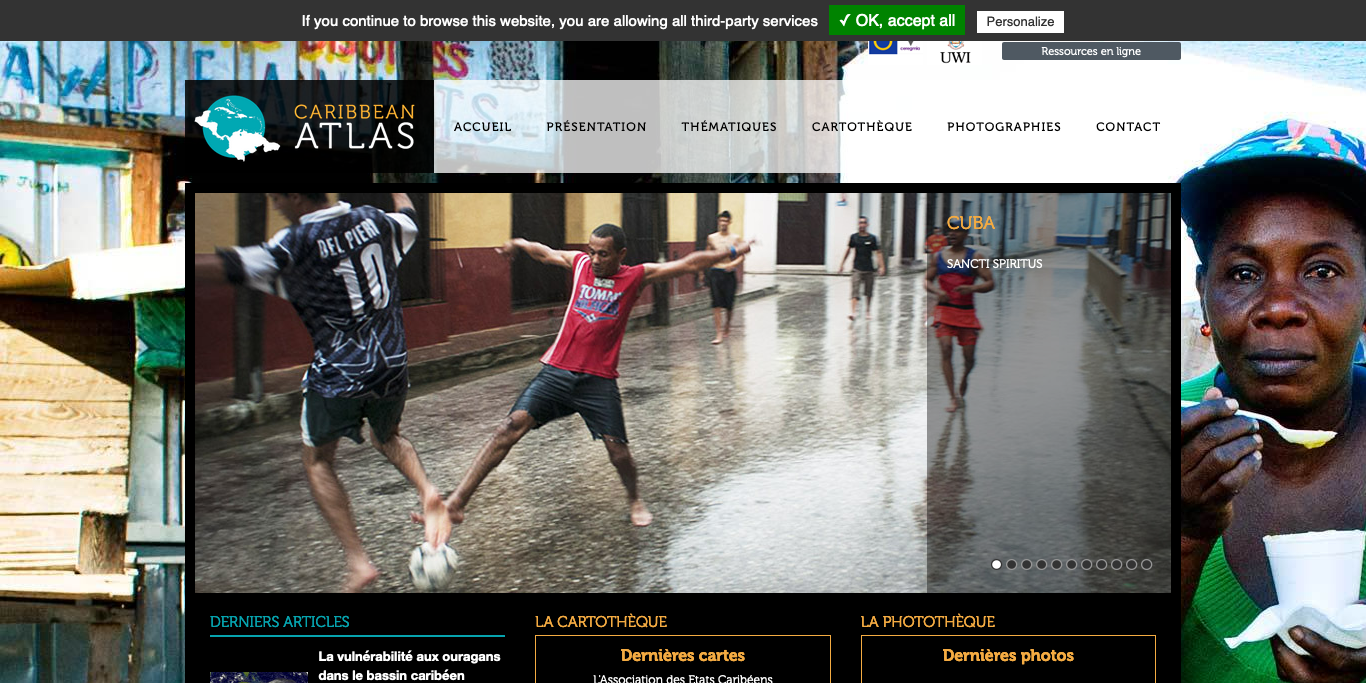 If you continue to browse this website, you are allowing all third-party services
✓ OK, accept all
Personalize
UWI
Ressources en ligne
CARIBBEAN
ATLAS
ACCUEIL
PRÉSENTATION
THÉMATIQUES
CARTOTHÈQUE
PHOTOGRAPHIES
CONTACT
DEL PIERO
10
TOMMY
CUBA
SANCTI SPIRITUS
DERNIERS ARTICLES
La vulnérabilité aux ouragans
dans le bassin caribéen
LA CARTOTHÈQUE
Dernières cartes
L'Association des Etats Caribéens
LA PHOTOTHÈQUE
Dernières photos